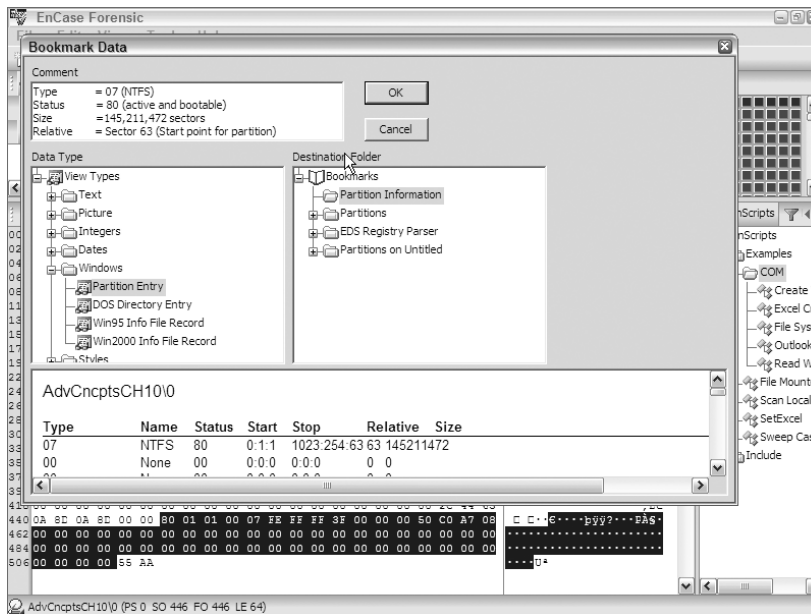 EnCase Forensic
Bookmark Data
Comment
Type = 07 (NTFS)
Status = 80 (active and bootable)
Size =145,211,472 sectors
Relative = Sector 63 (Start point for partition)
OK
Cancel
Data Type
View Types
Text
Picture
Integers
Dates
Windows
Partition Entry
DOS Directory Entry
Win95 Info File Record
Win2000 Info File Record
Styles
Destination Folder
Bookmarks
Partition Information
Partitions
EDS Registry Parser
Partitions on Untitled
nScripts
nScripts
Examples
COM
Create
Excel C
File Sys
Outlook
Read W
File Mount
Scan Local
SetExcel
Sweep Cas
Include
AdvCncptsCH10\0
Type Name Status Start Stop Relative Size
07 NTFS 80 0:1:1 1023:254:63 63 145211472
00 None 00 0:0:0 0:0:0 0 0
440 0A 8D 0A 8D 00 00 80 01 01 00 07 FE FF FF 3F 00 00 00 50 C0 A7 08
462 00 00 00 00 00 00 00 00 00 00 00 00 00 00 00 00 00 00 00 00 00 00
484 00 00 00 00 00 00 00 00 00 00 00 00 00 00 00 00 00 00 00 00 00 00
506 00 00 00 00 55 AA
AdvCncptsCH10\0 (PS 0 SO 446 FO 446 LE 64)